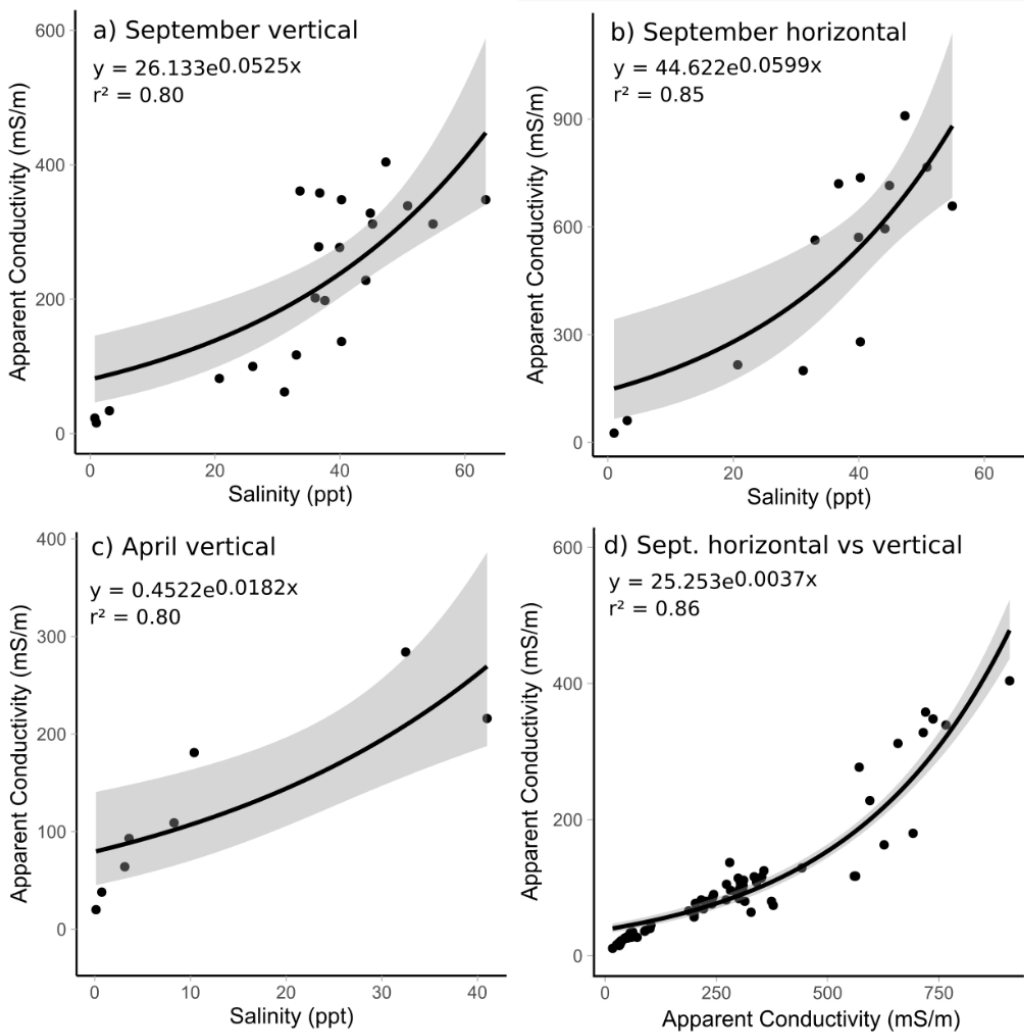 a) September vertical
y = 26.133e0.0525x
r² = 0.80
600
400
200
0
0 20 40 60
Salinity (ppt)
Apparent Conductivity (mS/m)
b) September horizontal
y = 44.622e0.0599x
r² = 0.85
900
600
300
0
0 20 40 60
Salinity (ppt)
Apparent Conductivity (mS/m)
c) April vertical
y = 0.4522e0.0182x
r² = 0.80
400
300
200
100
0
0 10 20 30 40
Salinity (ppt)
Apparent Conductivity (mS/m)
d) Sept. horizontal vs vertical
y = 25.253e0.0037x
r² = 0.86
600
400
200
0
0 250 500 750
Apparent Conductivity (mS/m)
Apparent Conductivity (mS/m)